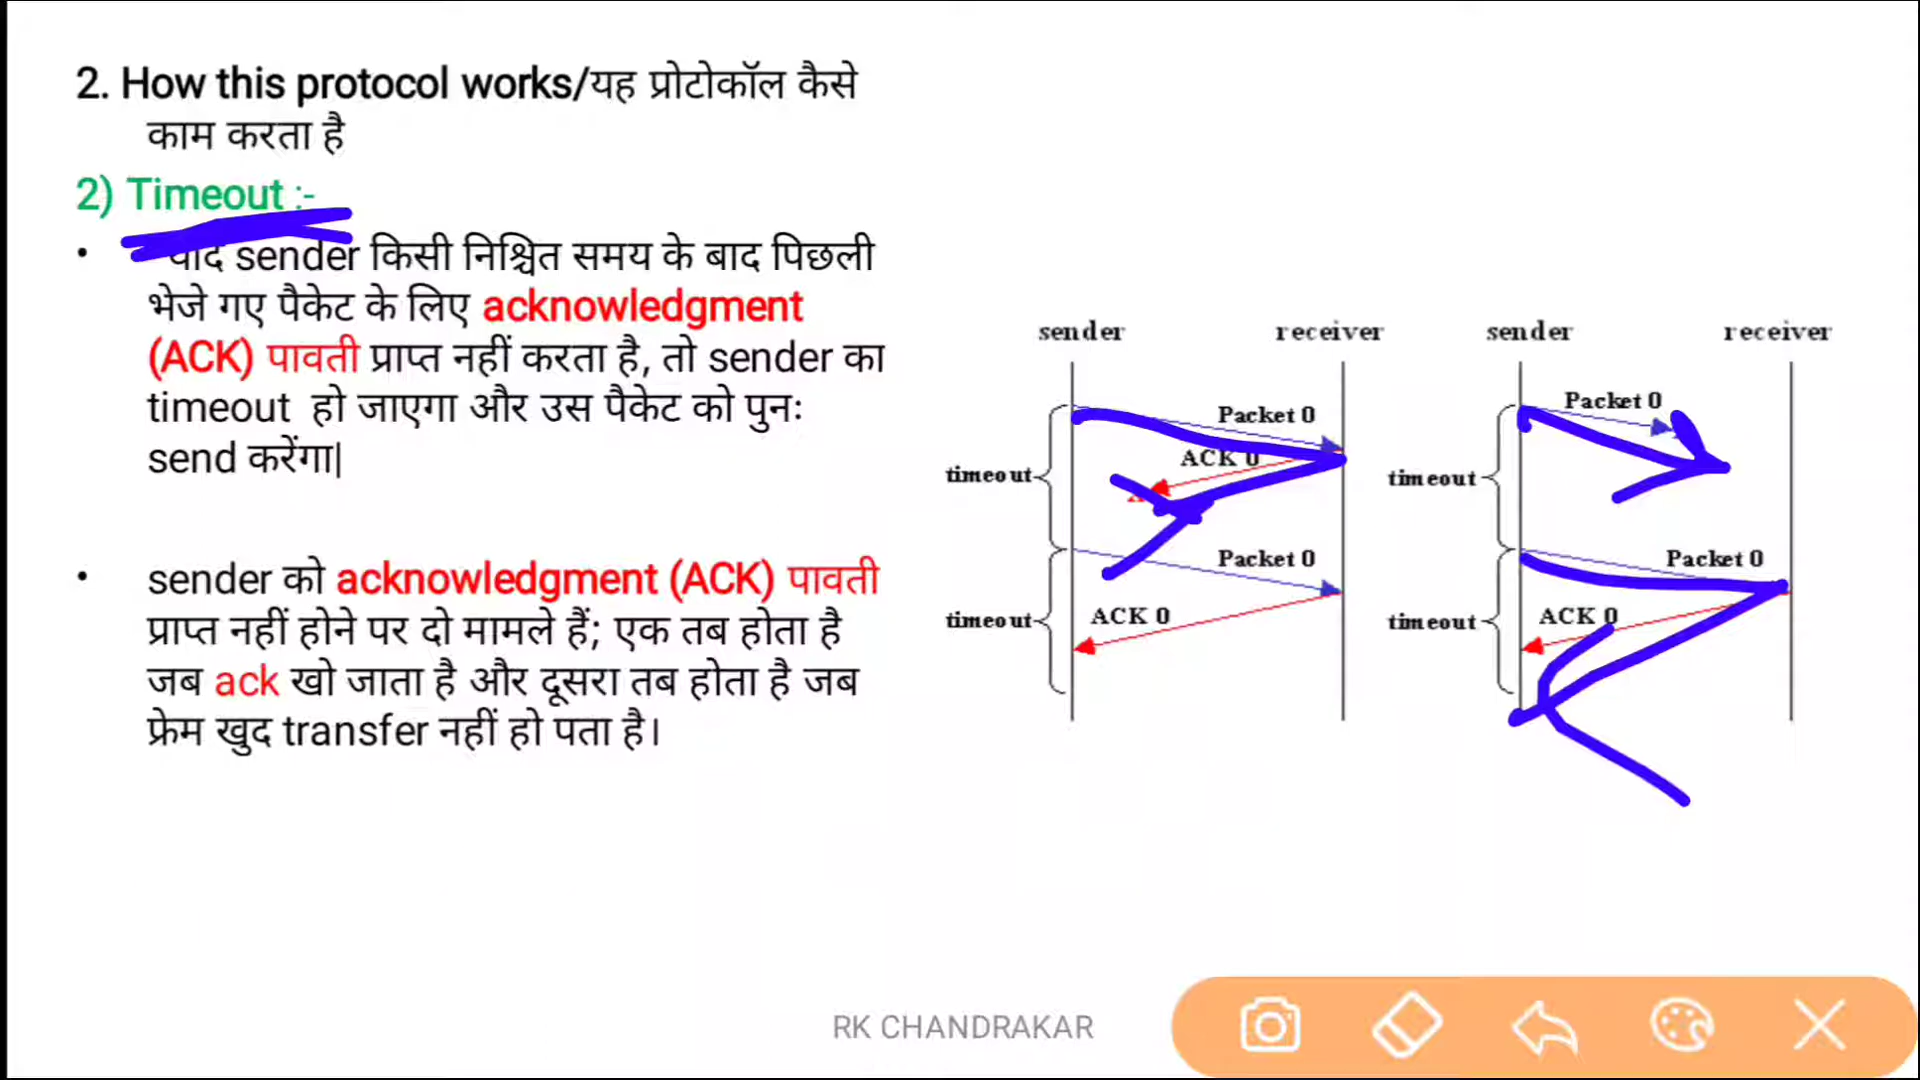 2. How this protocol works/यह प्रोटोकॉल कैसे
काम करता है
2) Timeout :-
• यदि sender किसी निश्चित समय के बाद पिछली
भेजे गए पैकेट के लिए acknowledgment
(ACK) पावती प्राप्त नहीं करता है, तो sender का
timeout हो जाएगा और उस पैकेट को पुनः
send करेंगा|
• sender को acknowledgment (ACK) पावती
प्राप्त नहीं होने पर दो मामले हैं; एक तब होता है
जब ack खो जाता है और दूसरा तब होता है जब
फ्रेम खुद transfer नहीं हो पता है।
sender receiver
Packet 0
ACK 0
timeout
Packet 0
timeout
ACK 0
sender receiver
Packet 0
timeout
Packet 0
timeout
ACK 0
RK CHANDRAKAR